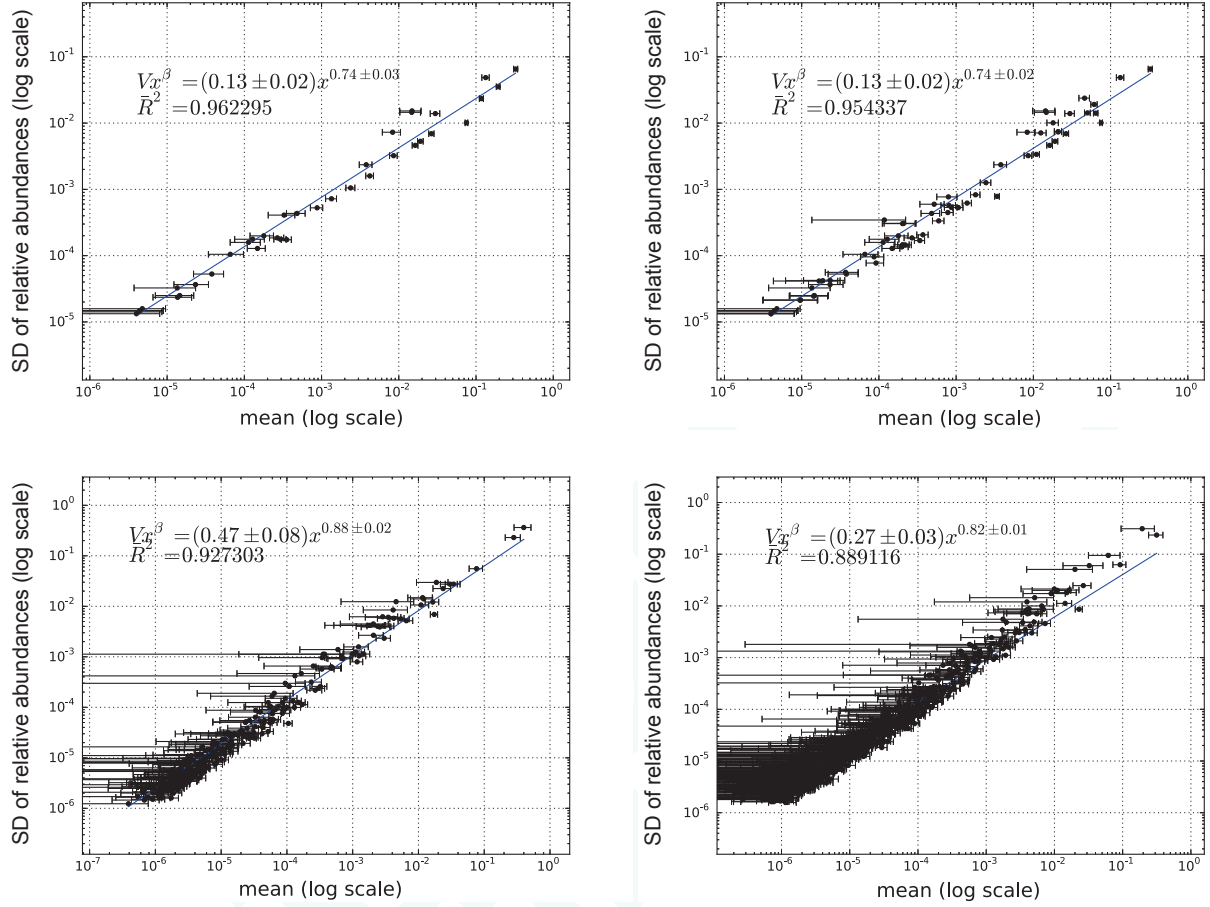 SD of relative abundances (log scale)
10^-1
10^-2
10^-3
10^-4
10^-5
Vx^β =(0.13 ±0.02)x^0.74±0.03
R̄^2 =0.962295
10^-6 10^-5 10^-4 10^-3 10^-2 10^-1 10^0
mean (log scale)
SD of relative abundances (log scale)
10^-1
10^-2
10^-3
10^-4
10^-5
Vx^β =(0.13 ±0.02)x^0.74±0.02
R̄^2 =0.954337
10^-6 10^-5 10^-4 10^-3 10^-2 10^-1 10^0
mean (log scale)
SD of relative abundances (log scale)
10^0
10^-1
10^-2
10^-3
10^-4
10^-5
10^-6
Vx^β =(0.47 ±0.08)x^0.88±0.02
R̄^2 =0.927303
10^-7 10^-6 10^-5 10^-4 10^-3 10^-2 10^-1 10^0
mean (log scale)
SD of relative abundances (log scale)
10^0
10^-1
10^-2
10^-3
10^-4
10^-5
10^-6
Vx^β =(0.27 ±0.03)x^0.82±0.01
R̄^2 =0.889116
10^-6 10^-5 10^-4 10^-3 10^-2 10^-1 10^0
mean (log scale)